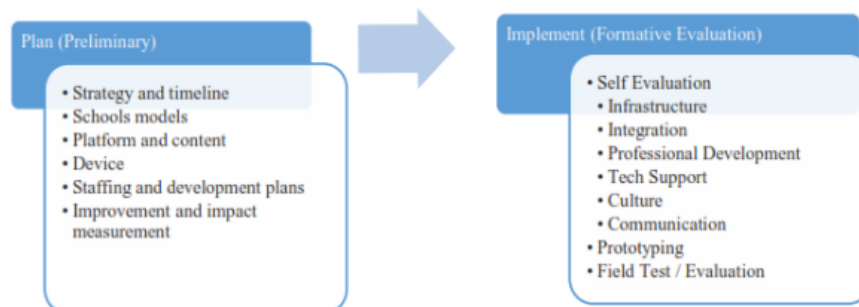 Plan (Preliminary)
• Strategy and timeline
• Schools models
• Platform and content
• Device
• Staffing and development plans
• Improvement and impact
measurement
Implement (Formative Evaluation)
• Self Evaluation
• Infrastructure
• Integration
• Professional Development
• Tech Support
• Culture
• Communication
• Prototyping
• Field Test / Evaluation